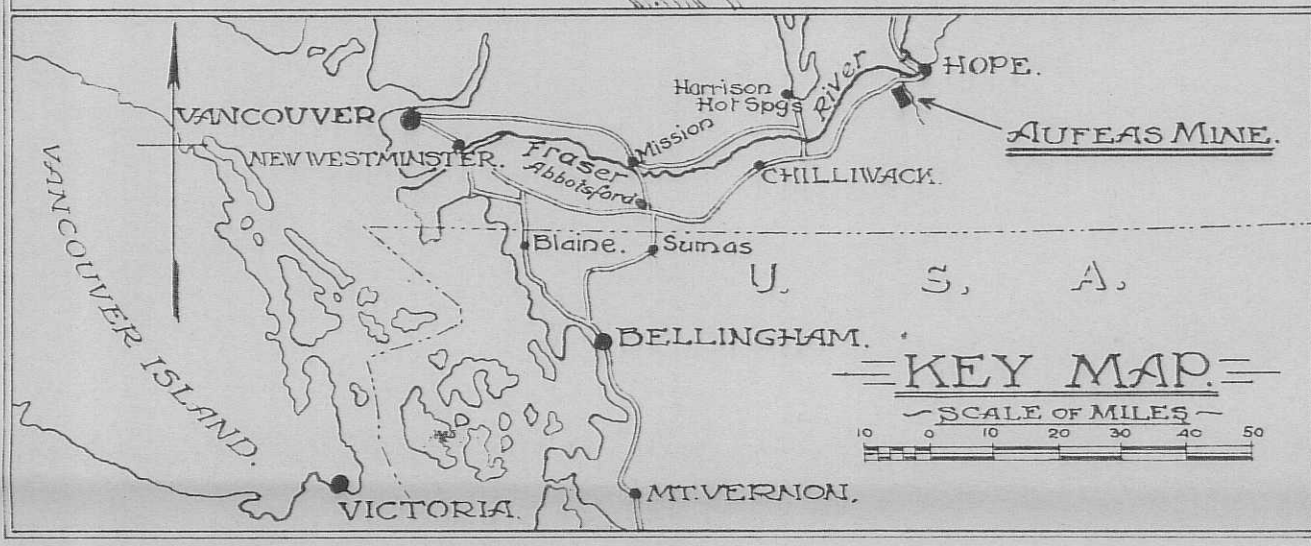 HOPE.
Harrison
Hot Spgs
River
VANCOUVER
AUFEAS MINE.
Mission
NEW WESTMINSTER.
Fraser
Abbotsford
CHILLIWACK.
Blaine.
Sumas
U. S. A.
VANCOUVER ISLAND.
BELLINGHAM.
KEY MAP.
SCALE OF MILES
10 0 10 20 30 40 50
MT. VERNON.
VICTORIA.